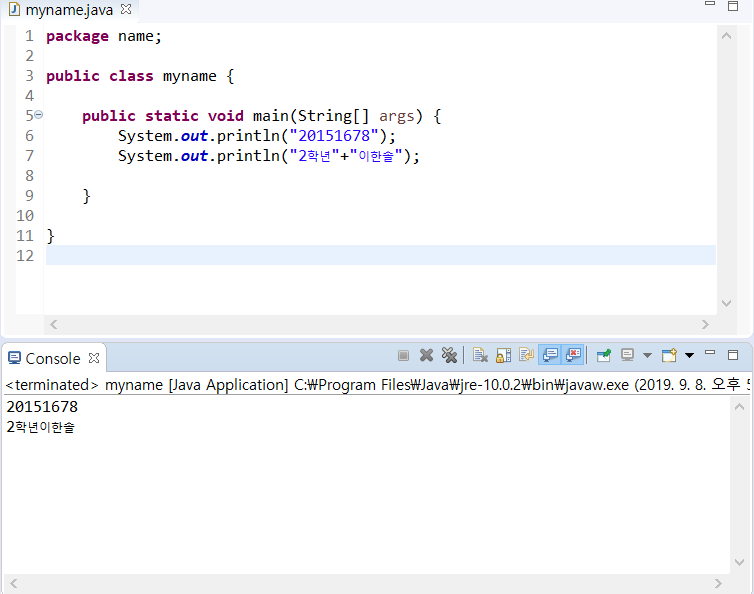 myname.java
1 package name;
2
3 public class myname {
4
5 public static void main(String[] args) {
6 System.out.println("20151678");
7 System.out.println("2학년"+"이한솔");
8
9 }
10
11 }
12
Console
<terminated> myname [Java Application] C:₩Program Files₩Java₩jre-10.0.2₩bin₩javaw.exe (2019. 9. 8. 오후 5
20151678
2학년이한솔